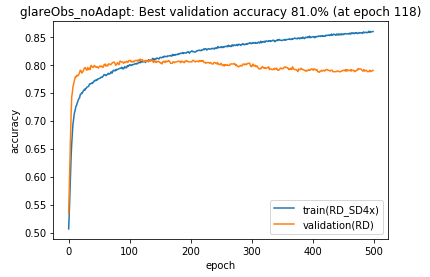 glareObs_noAdapt: Best validation accuracy 81.0% (at epoch 118)
0.85
0.80
0.75
0.70
0.65
0.60
0.55
0.50
accuracy
train(RD_SD4x)
validation(RD)
0 100 200 300 400 500
epoch